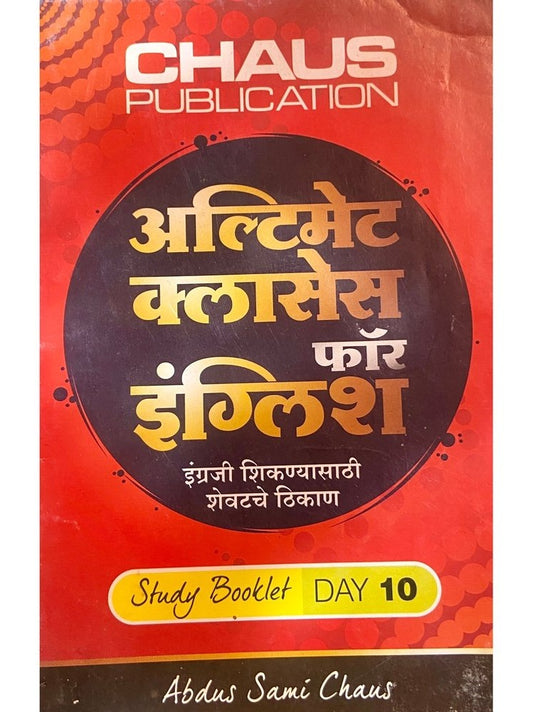 CHAUS
PUBLICATION
अल्टिमेट
क्लासेस
फॉर
इंग्लिश
इंग्रजी शिकण्यासाठी
शेवटचे ठिकाण
Study Booklet DAY 10
Abdus Sami Chaus